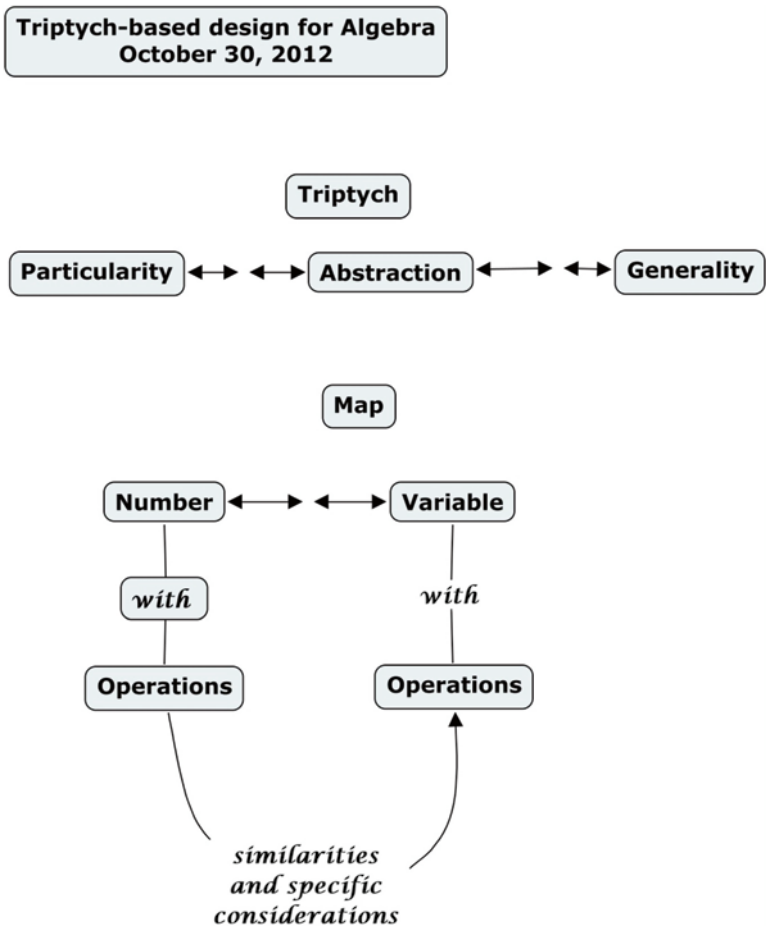 Triptych-based design for Algebra
October 30, 2012
Triptych
Particularity
Abstraction
Generality
Map
Number
Variable
with
with
Operations
Operations
similarities
and specific
considerations